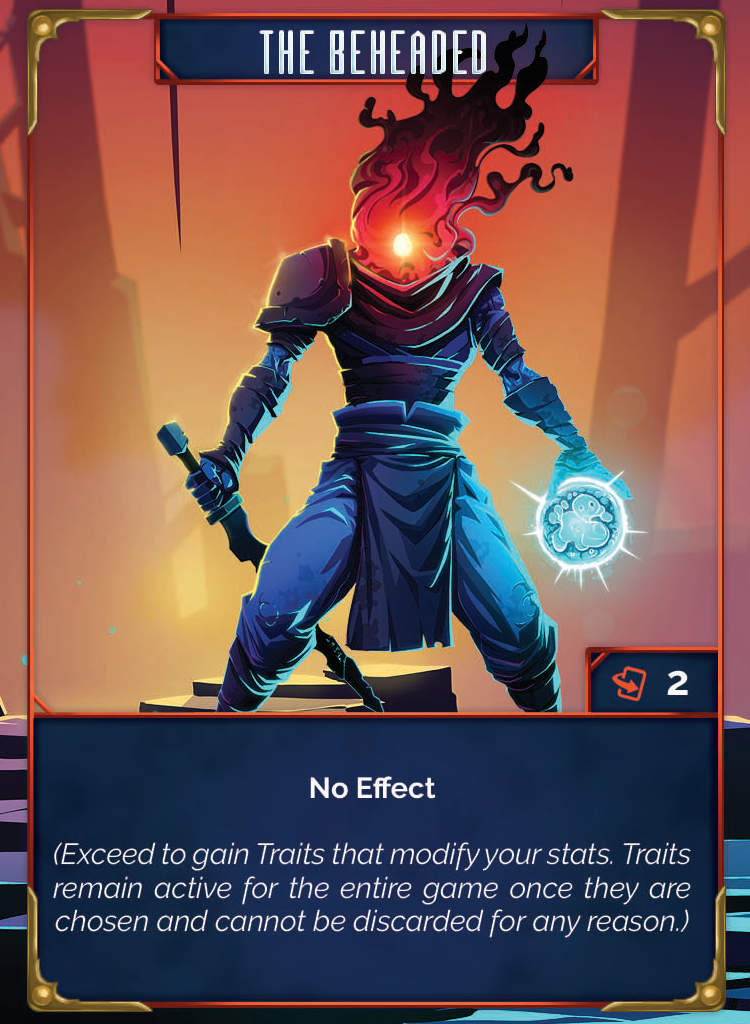 THE BEHEADED
2
No Effect
(Exceed to gain Traits that modify your stats. Traits
remain active for the entire game once they are
chosen and cannot be discarded for any reason.)